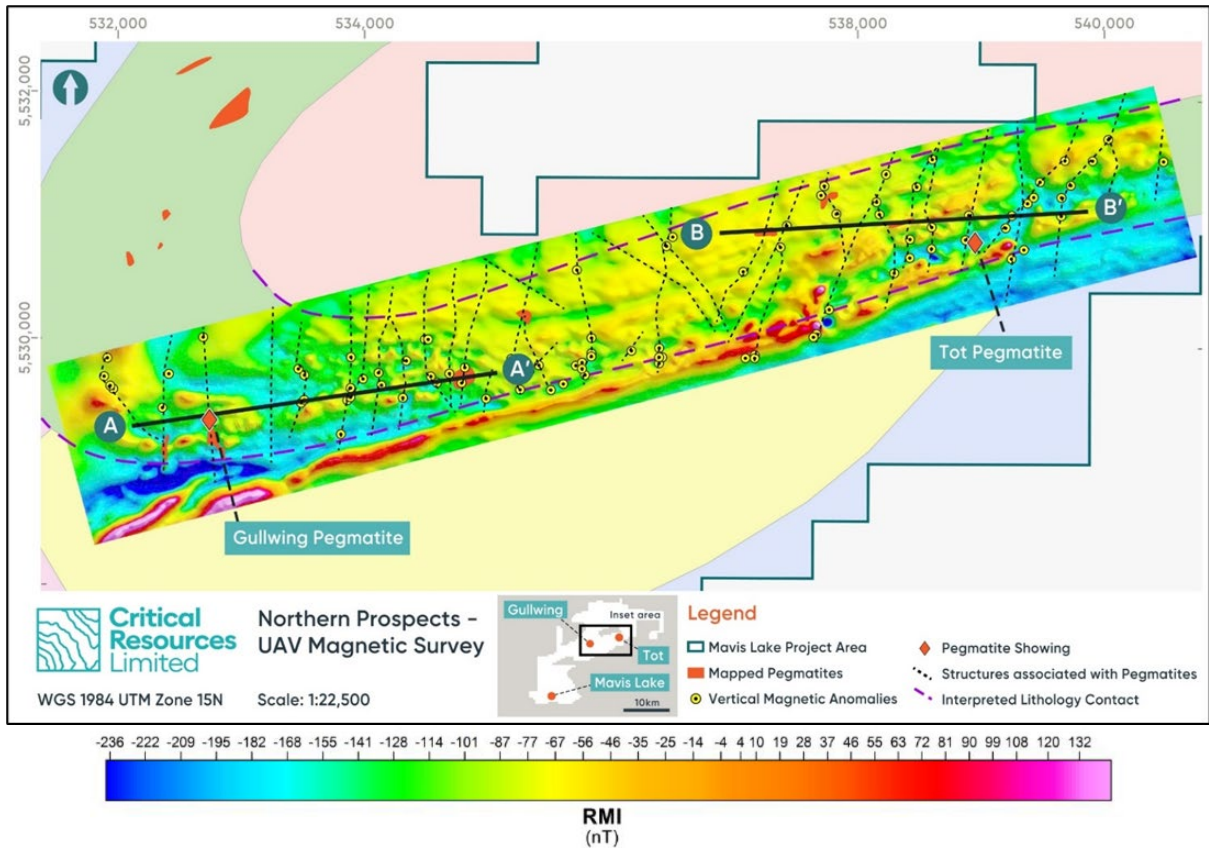 532,000
534,000
538,000
540,000
5,532,000
5,530,000
B
B'
A
A'
Tot Pegmatite
Gullwing Pegmatite
Critical
Resources
Limited
WGS 1984 UTM Zone 15N
Northern Prospects -
UAV Magnetic Survey
Scale: 1:22,500
Gullwing
Inset area
Tot
Mavis Lake
10km
Legend
Mavis Lake Project Area
Mapped Pegmatites
Vertical Magnetic Anomalies
Pegmatite Showing
Structures associated with Pegmatites
Interpreted Lithology Contact
-236 -222 -209 -195 -182 -168 -155 -141 -128 -114 -101 -87 -77 -67 -56 -46 -35 -25 -14 -4 4 10 19 28 37 46 55 63 72 81 90 99 108 120 132
RMI
(nT)